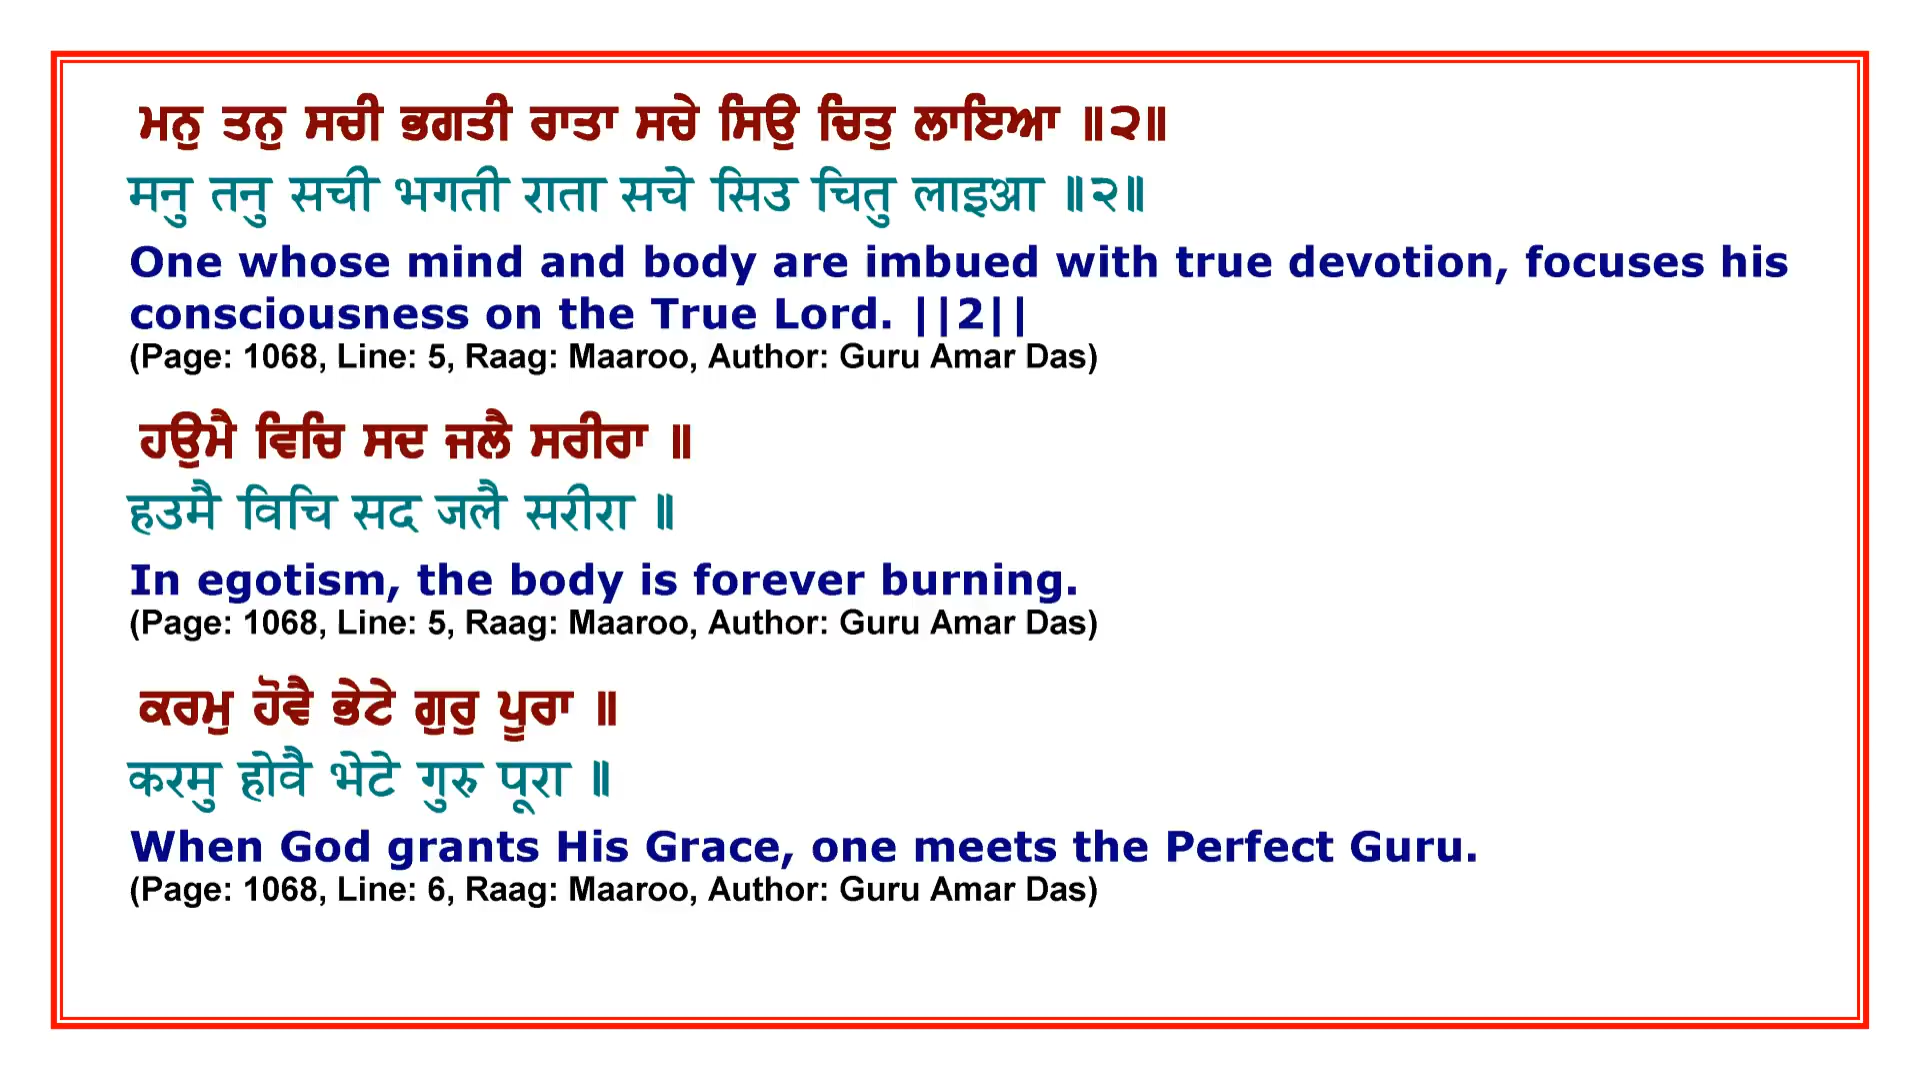 ਮਨੁ ਤਨੁ ਸਚੀ ਭਗਤੀ ਰਾਤਾ ਸਚੇ ਸਿਉ ਚਿਤੁ ਲਾਇਆ ॥੨॥
मनु तनु सची भगती राता सचे सिउ चितु लाइआ ॥२॥
One whose mind and body are imbued with true devotion, focuses his
consciousness on the True Lord. ||2||
(Page: 1068, Line: 5, Raag: Maaroo, Author: Guru Amar Das)
ਹਉਮੈ ਵਿਚਿ ਸਦ ਜਲੈ ਸਰੀਰਾ ॥
हउमै विचि सद जलै सरीरा ॥
In egotism, the body is forever burning.
(Page: 1068, Line: 5, Raag: Maaroo, Author: Guru Amar Das)
ਕਰਮੁ ਹੋਵੈ ਭੇਟੇ ਗੁਰੁ ਪੂਰਾ ॥
करमु होवै भेटे गुरु पूरा ॥
When God grants His Grace, one meets the Perfect Guru.
(Page: 1068, Line: 6, Raag: Maaroo, Author: Guru Amar Das)